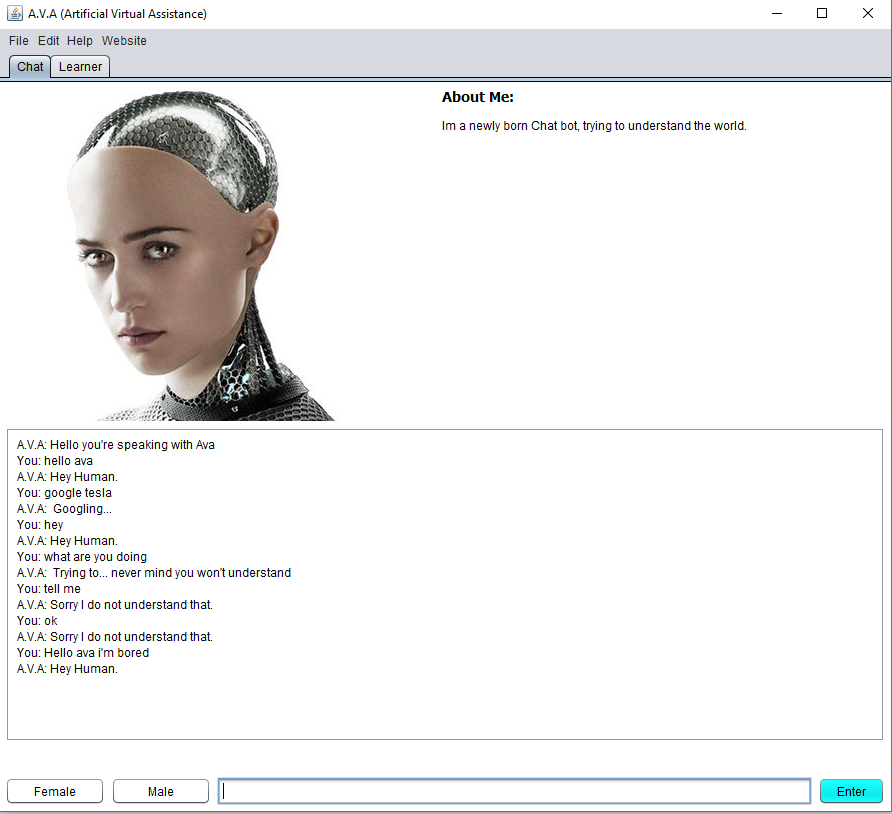 A.V.A (Artificial Virtual Assistance)
File Edit Help Website
Chat Learner
About Me:
Im a newly born Chat bot, trying to understand the world.
A.V.A: Hello you're speaking with Ava
You: hello ava
A.V.A: Hey Human.
You: google tesla
A.V.A:  Googling...
You: hey
A.V.A: Hey Human.
You: what are you doing
A.V.A:  Trying to... never mind you won't understand
You: tell me
A.V.A: Sorry I do not understand that.
You: ok
A.V.A: Sorry I do not understand that.
You: Hello ava i'm bored
A.V.A: Hey Human.
Female Male Enter